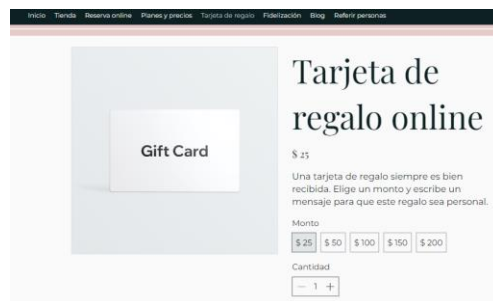 Inicio Tienda Reserva online Planes y precios Tarjeta de regalo Fidelización Blog Referir personas
Gift Card
Tarjeta de
regalo online
$ 25
Una tarjeta de regalo siempre es bien
recibida. Elige un monto y escribe un
mensaje para que este regalo sea personal.
Monto
$ 25 $ 50 $ 100 $ 150 $ 200
Cantidad
− 1 +